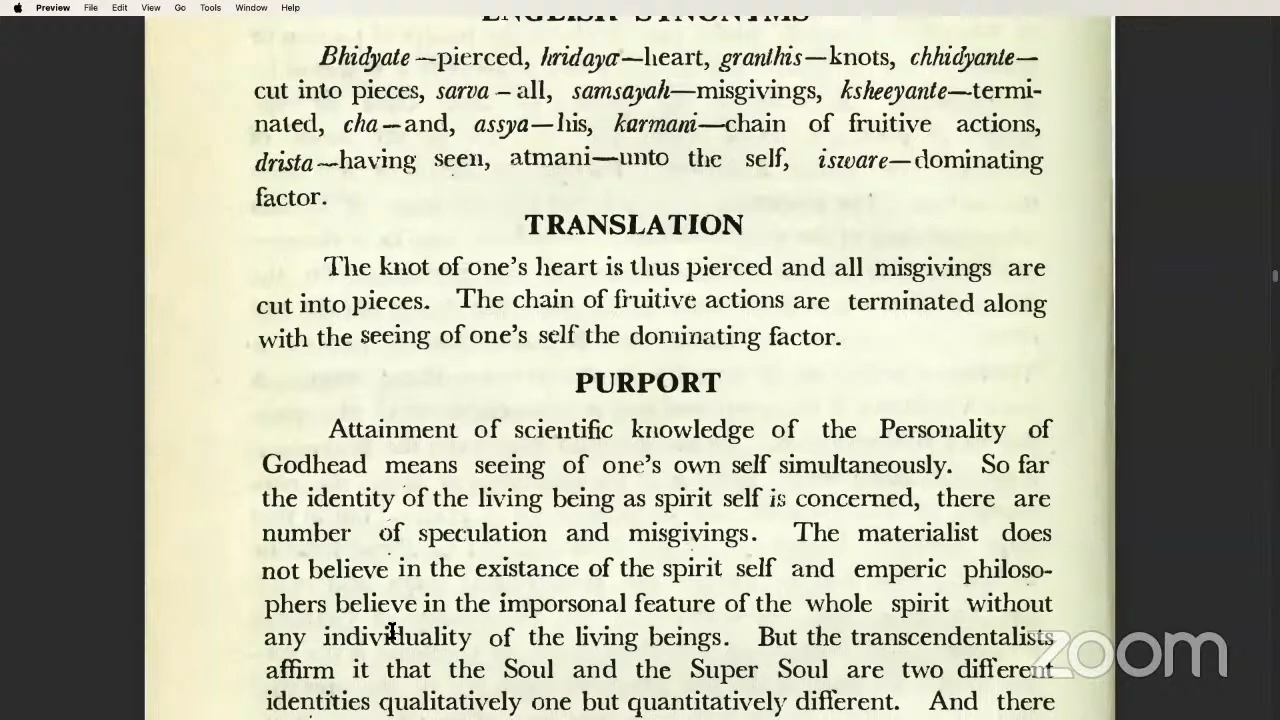 Preview File Edit View Go Tools Window Help
ENGLISH SYNONYMS
Bhidyate—pierced, hridaya—heart, granthis—knots, chhidyante—
cut into pieces, sarva – all, samsayah—misgivings, ksheeyante—termi-
nated, cha—and, assya—his, karmani—chain of fruitive actions,
drista—having seen, atmani—unto the self, isware—dominating
factor.
TRANSLATION
The knot of one's heart is thus pierced and all misgivings are
cut into pieces. The chain of fruitive actions are terminated along
with the seeing of one's self the dominating factor.
PURPORT
Attainment of scientific knowledge of the Personality of
Godhead means seeing of one's own self simultaneously. So far
the identity of the living being as spirit self is concerned, there are
number of speculation and misgivings. The materialist does
not believe in the existance of the spirit self and emperic philoso-
phers believe in the imporsonal feature of the whole spirit without
any individuality of the living beings. But the transcendentalists
affirm it that the Soul and the Super Soul are two different
identities qualitatively one but quantitatively different. And there
zoom